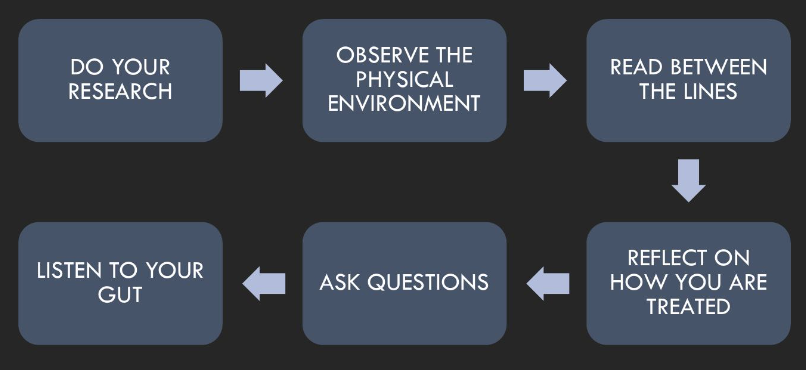 DO YOUR
RESEARCH
OBSERVE THE
PHYSICAL
ENVIRONMENT
READ BETWEEN
THE LINES
REFLECT ON
HOW YOU ARE
TREATED
ASK QUESTIONS
LISTEN TO YOUR
GUT